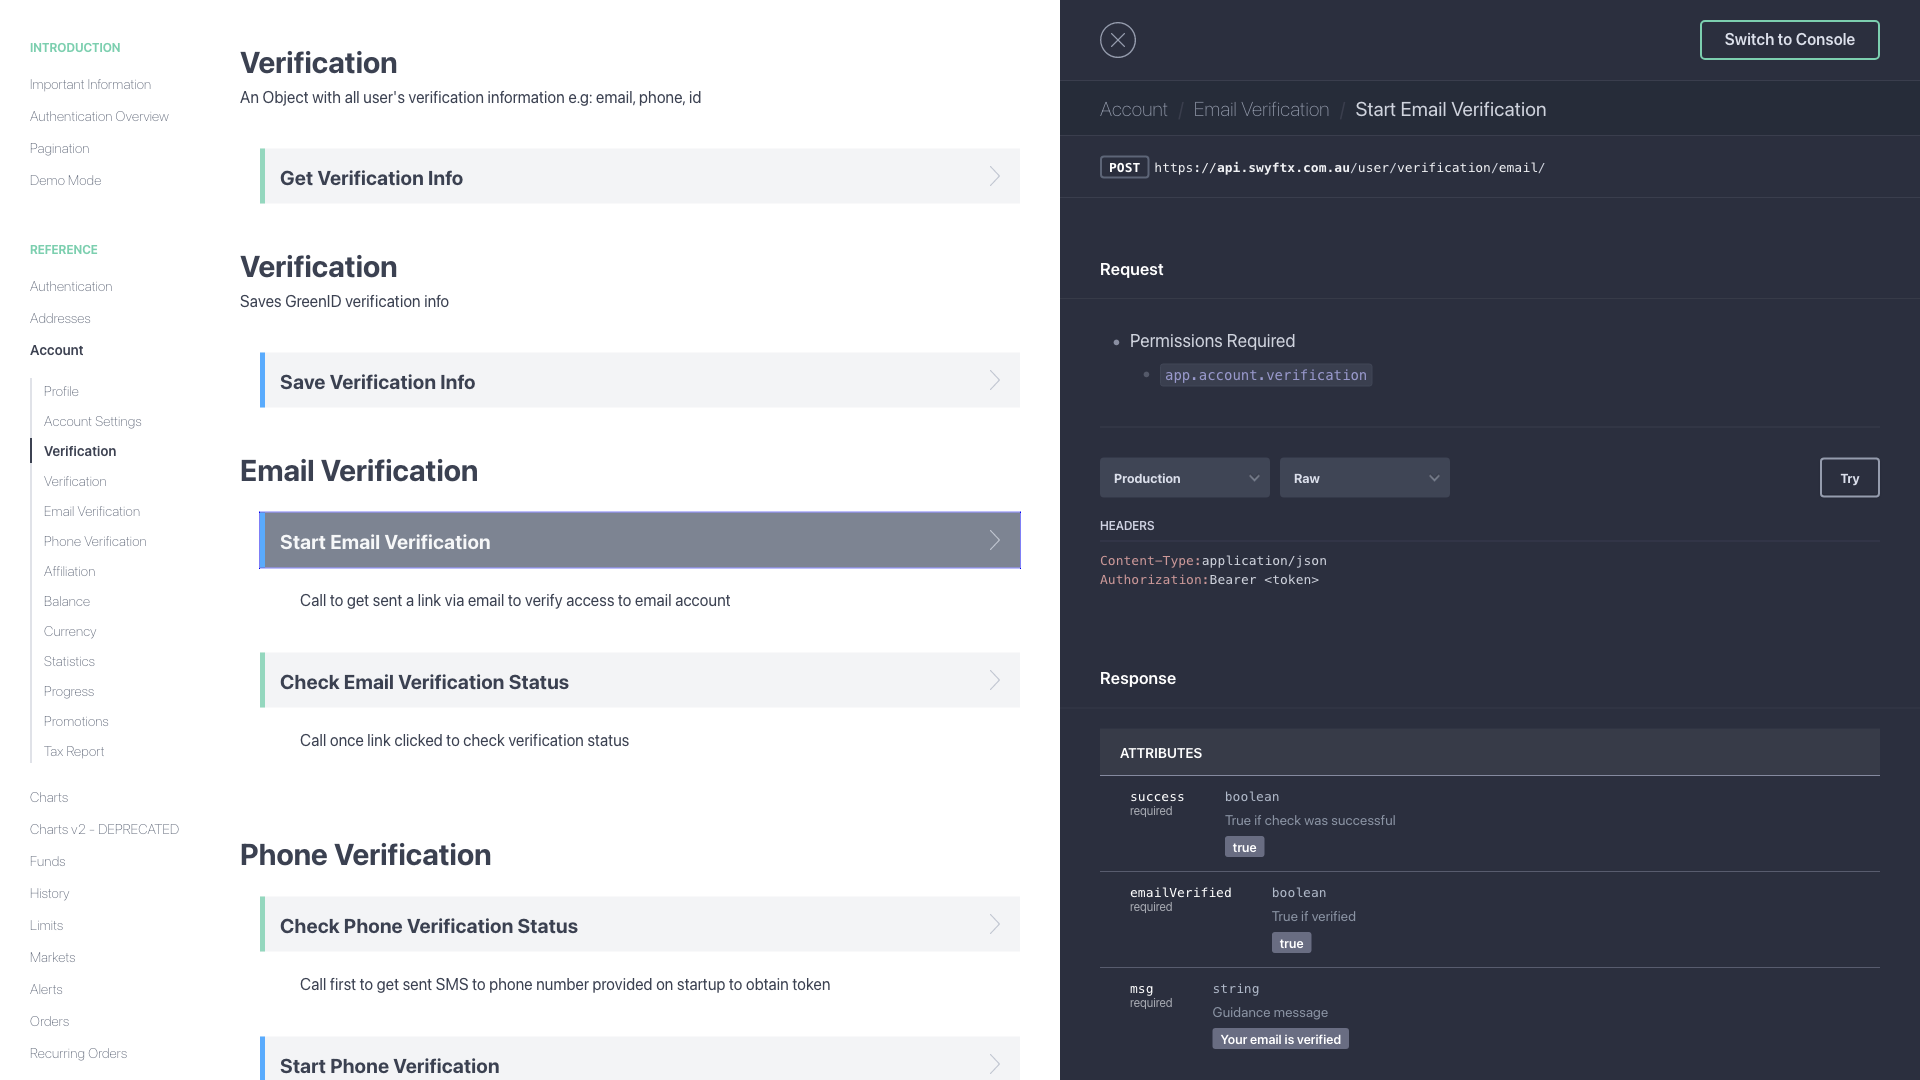 INTRODUCTION
Important Information
Authentication Overview
Pagination
Demo Mode
REFERENCE
Authentication
Addresses
Account
Profile
Account Settings
Verification
Verification
Email Verification
Phone Verification
Affiliation
Balance
Currency
Statistics
Progress
Promotions
Tax Report
Charts
Charts v2 - DEPRECATED
Funds
History
Limits
Markets
Alerts
Orders
Recurring Orders
Verification
An Object with all user's verification information e.g: email, phone, id
Get Verification Info
Verification
Saves GreenID verification info
Save Verification Info
Email Verification
Start Email Verification
Call to get sent a link via email to verify access to email account
Check Email Verification Status
Call once link clicked to check verification status
Phone Verification
Check Phone Verification Status
Call first to get sent SMS to phone number provided on startup to obtain token
Start Phone Verification
Switch to Console
Account / Email Verification / Start Email Verification
POST https://api.swyftx.com.au/user/verification/email/
Request
Permissions Required
app.account.verification
Production Raw Try
HEADERS
Content-Type:application/json
Authorization:Bearer <token>
Response
ATTRIBUTES
success boolean
required
True if check was successful
true
emailVerified boolean
required
True if verified
true
msg string
required
Guidance message
Your email is verified